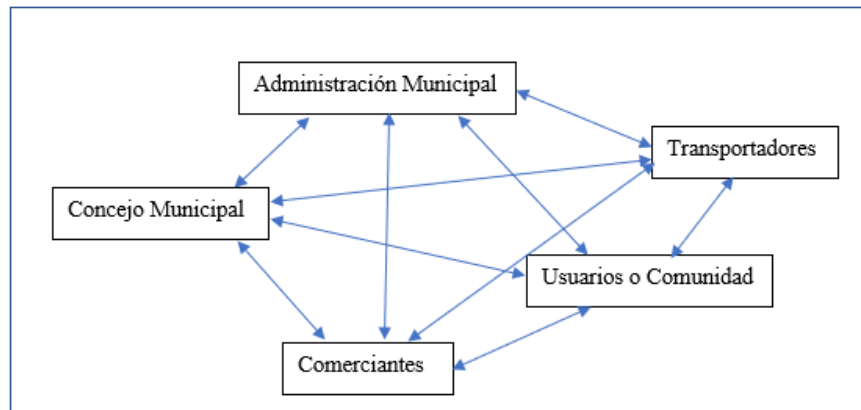 Administración Municipal
Transportadores
Concejo Municipal
Usuarios o Comunidad
Comerciantes